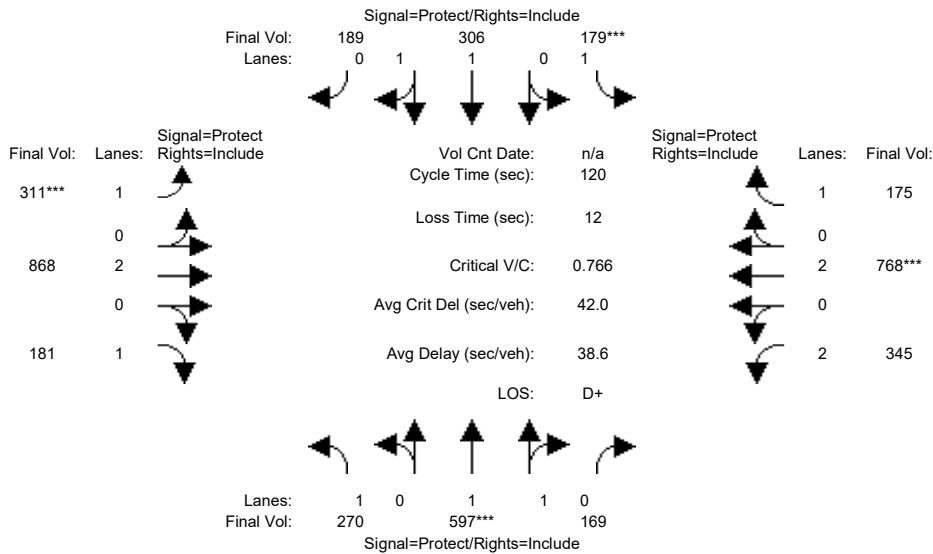 Signal=Protect/Rights=Include
Final Vol: 189 306 179***
Lanes: 0 1 1 0 1
Signal=Protect Signal=Protect
Final Vol: Lanes: Rights=Include Vol Cnt Date: n/a Rights=Include Lanes: Final Vol:
Cycle Time (sec): 120
311*** 1 1 175
Loss Time (sec): 12
0 0
868 2 Critical V/C: 0.766 2 768***
0 Avg Crit Del (sec/veh): 42.0 0
181 1 Avg Delay (sec/veh): 38.6 2 345
LOS: D+
Lanes: 1 0 1 1 0
Final Vol: 270 597*** 169
Signal=Protect/Rights=Include